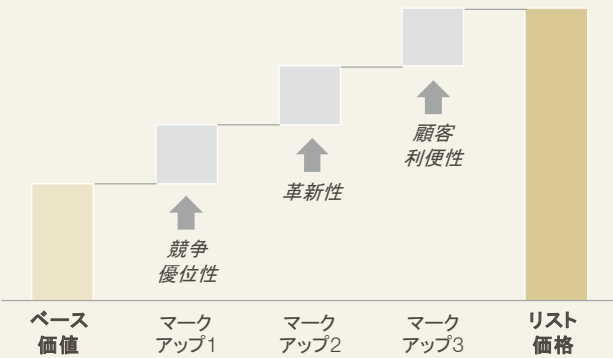 顧客
利便性
革新性
競争
優位性
ベース
価値
マーク
アップ1
マーク
アップ2
マーク
アップ3
リスト
価格